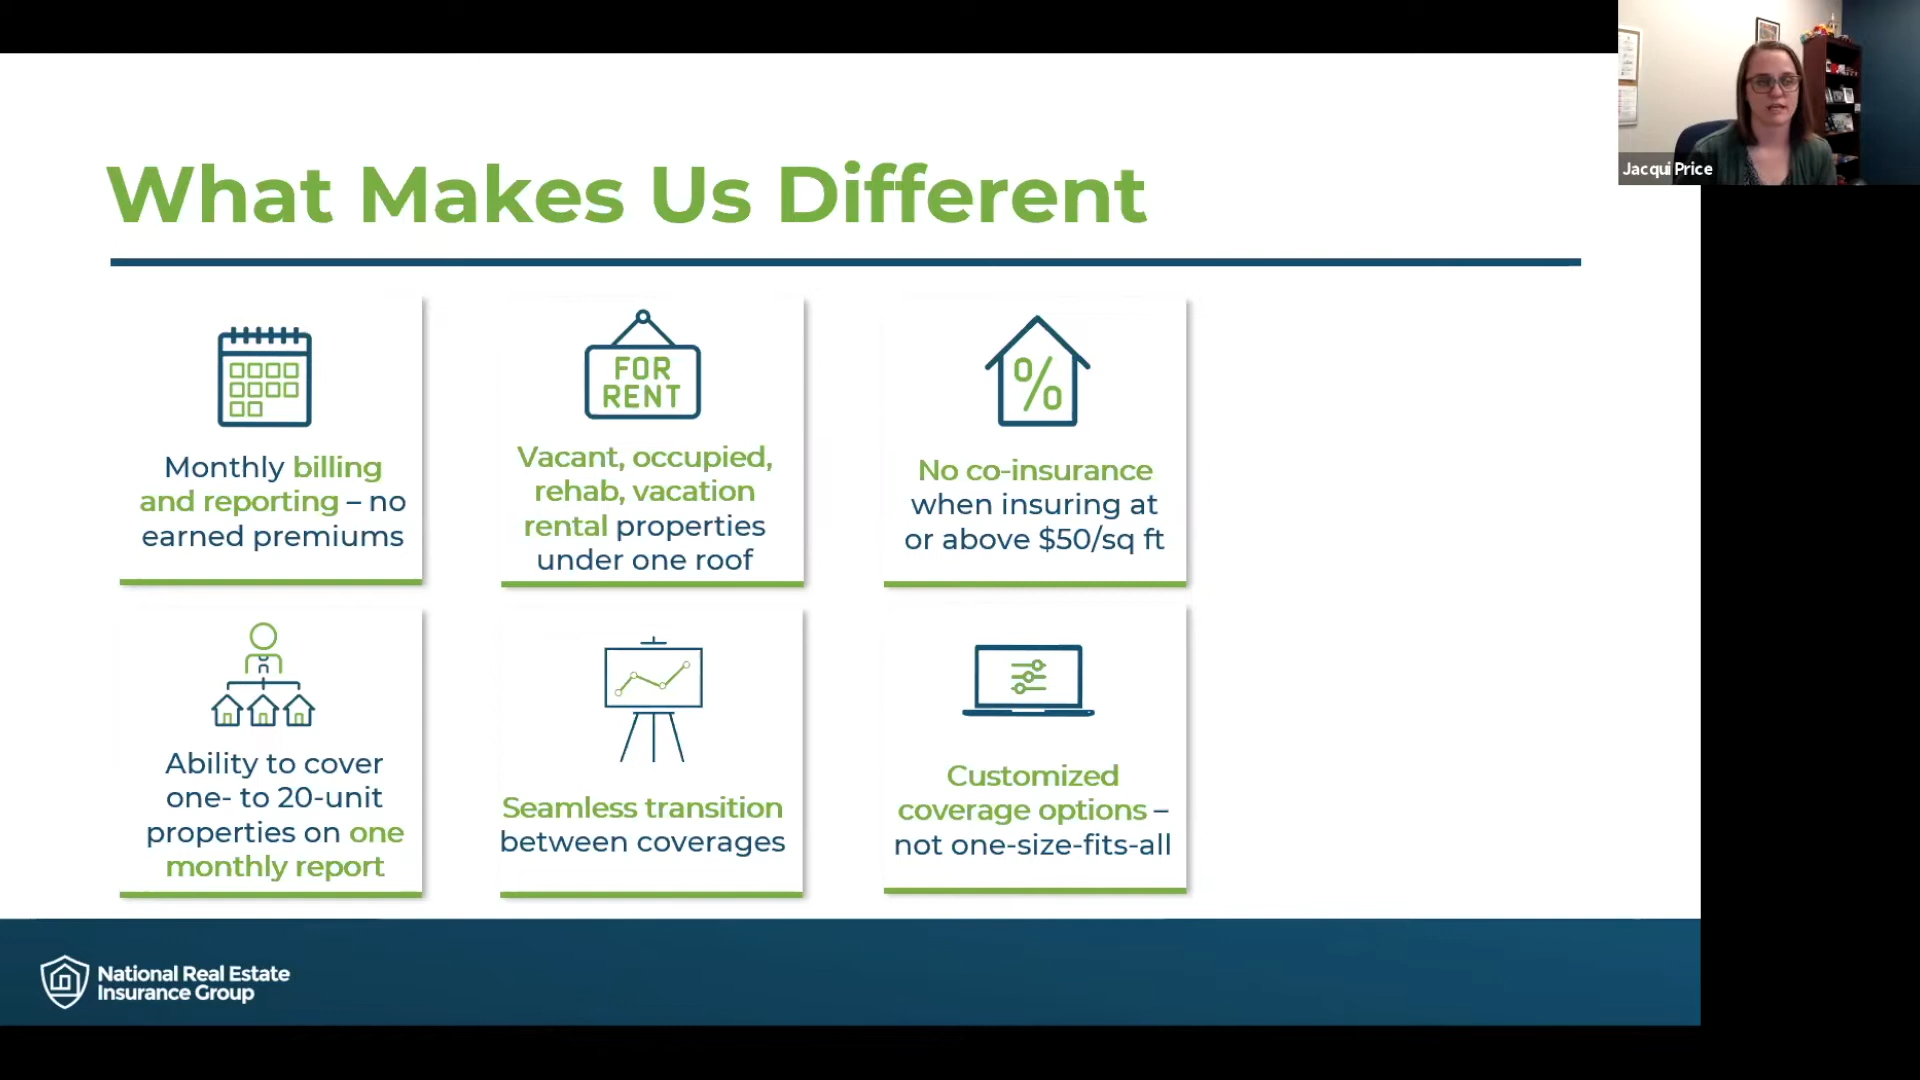 Jacqui Price
What Makes Us Different
Monthly billing
and reporting – no
earned premiums
FOR
RENT
Vacant, occupied,
rehab, vacation
rental properties
under one roof
%
No co-insurance
when insuring at
or above $50/sq ft
Ability to cover
one- to 20-unit
properties on one
monthly report
Seamless transition
between coverages
Customized
coverage options –
not one-size-fits-all
National Real Estate
Insurance Group